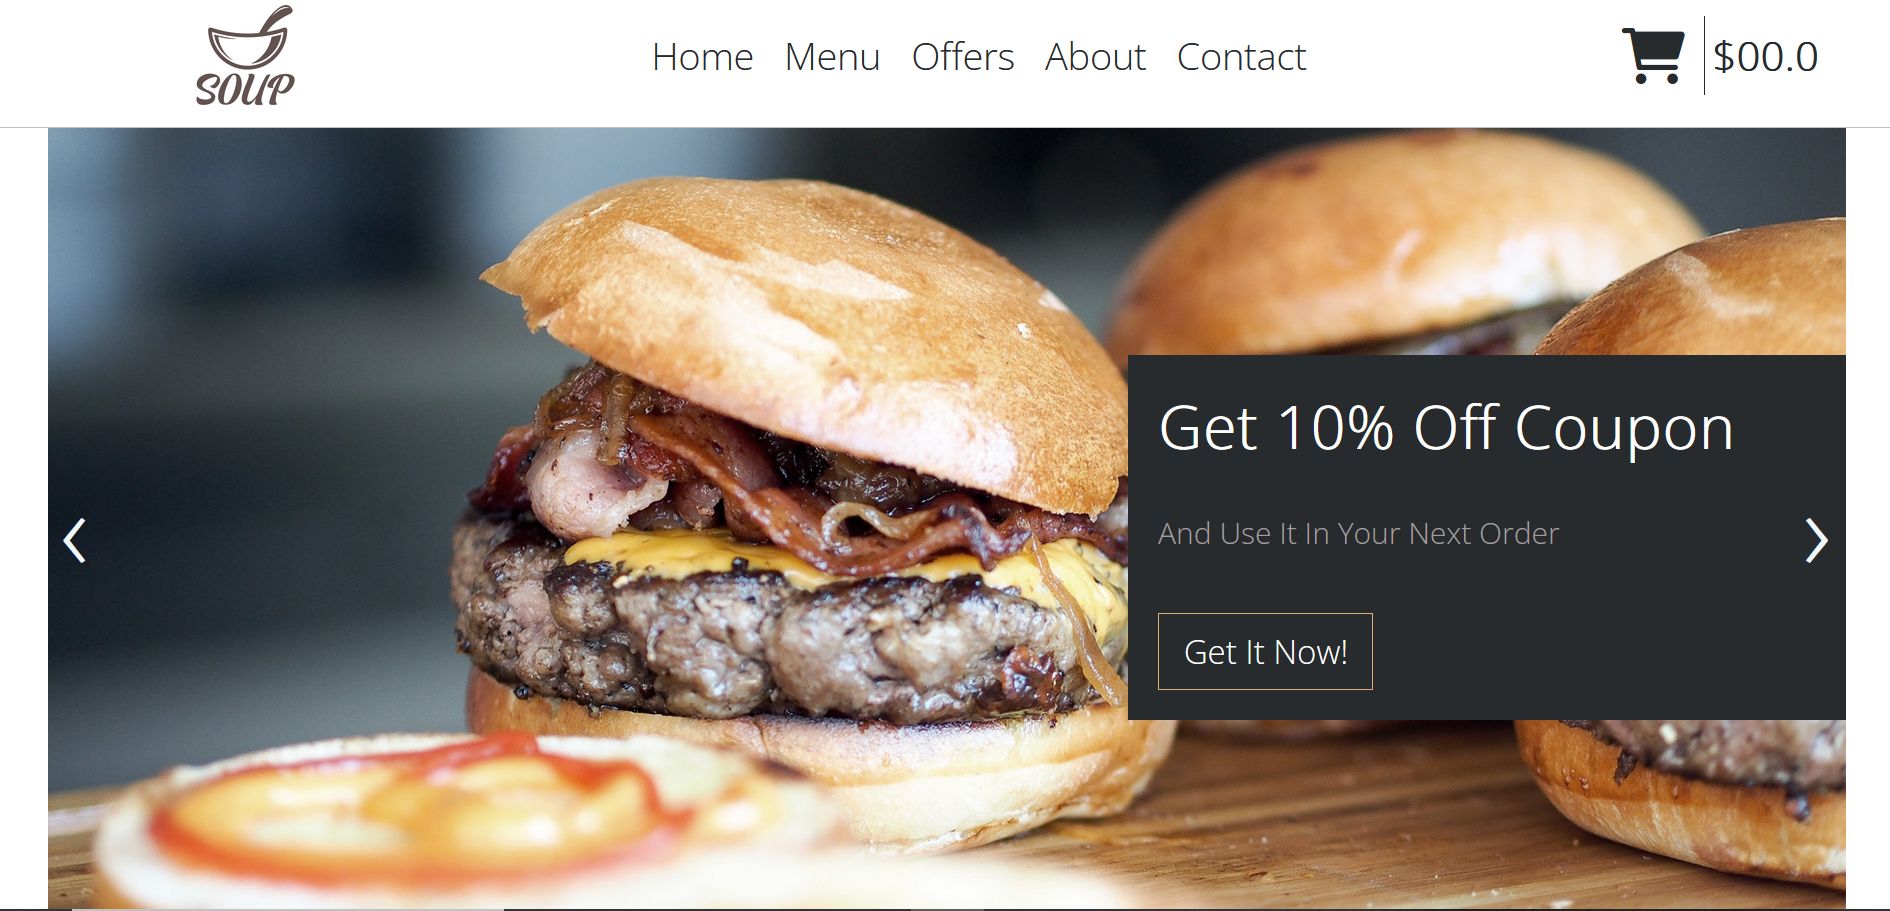 SOUP
Home Menu Offers About Contact
$00.0
Get 10% Off Coupon
And Use It In Your Next Order
Get It Now!